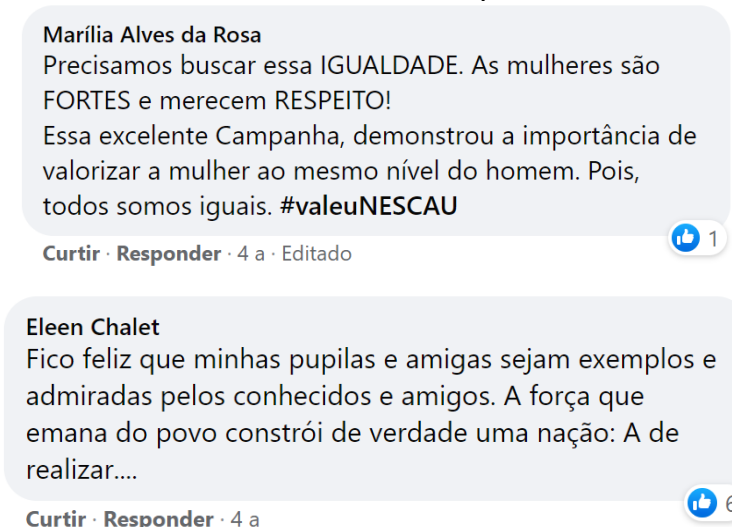 Marília Alves da Rosa
Precisamos buscar essa IGUALDADE. As mulheres são
FORTES e merecem RESPEITO!
Essa excelente Campanha, demonstrou a importância de
valorizar a mulher ao mesmo nível do homem. Pois,
todos somos iguais. #valeuNESCAU
1
Curtir · Responder · 4 a · Editado
Eleen Chalet
Fico feliz que minhas pupilas e amigas sejam exemplos e
admiradas pelos conhecidos e amigos. A força que
emana do povo constrói de verdade uma nação: A de
realizar....
6
Curtir · Responder · 4 a